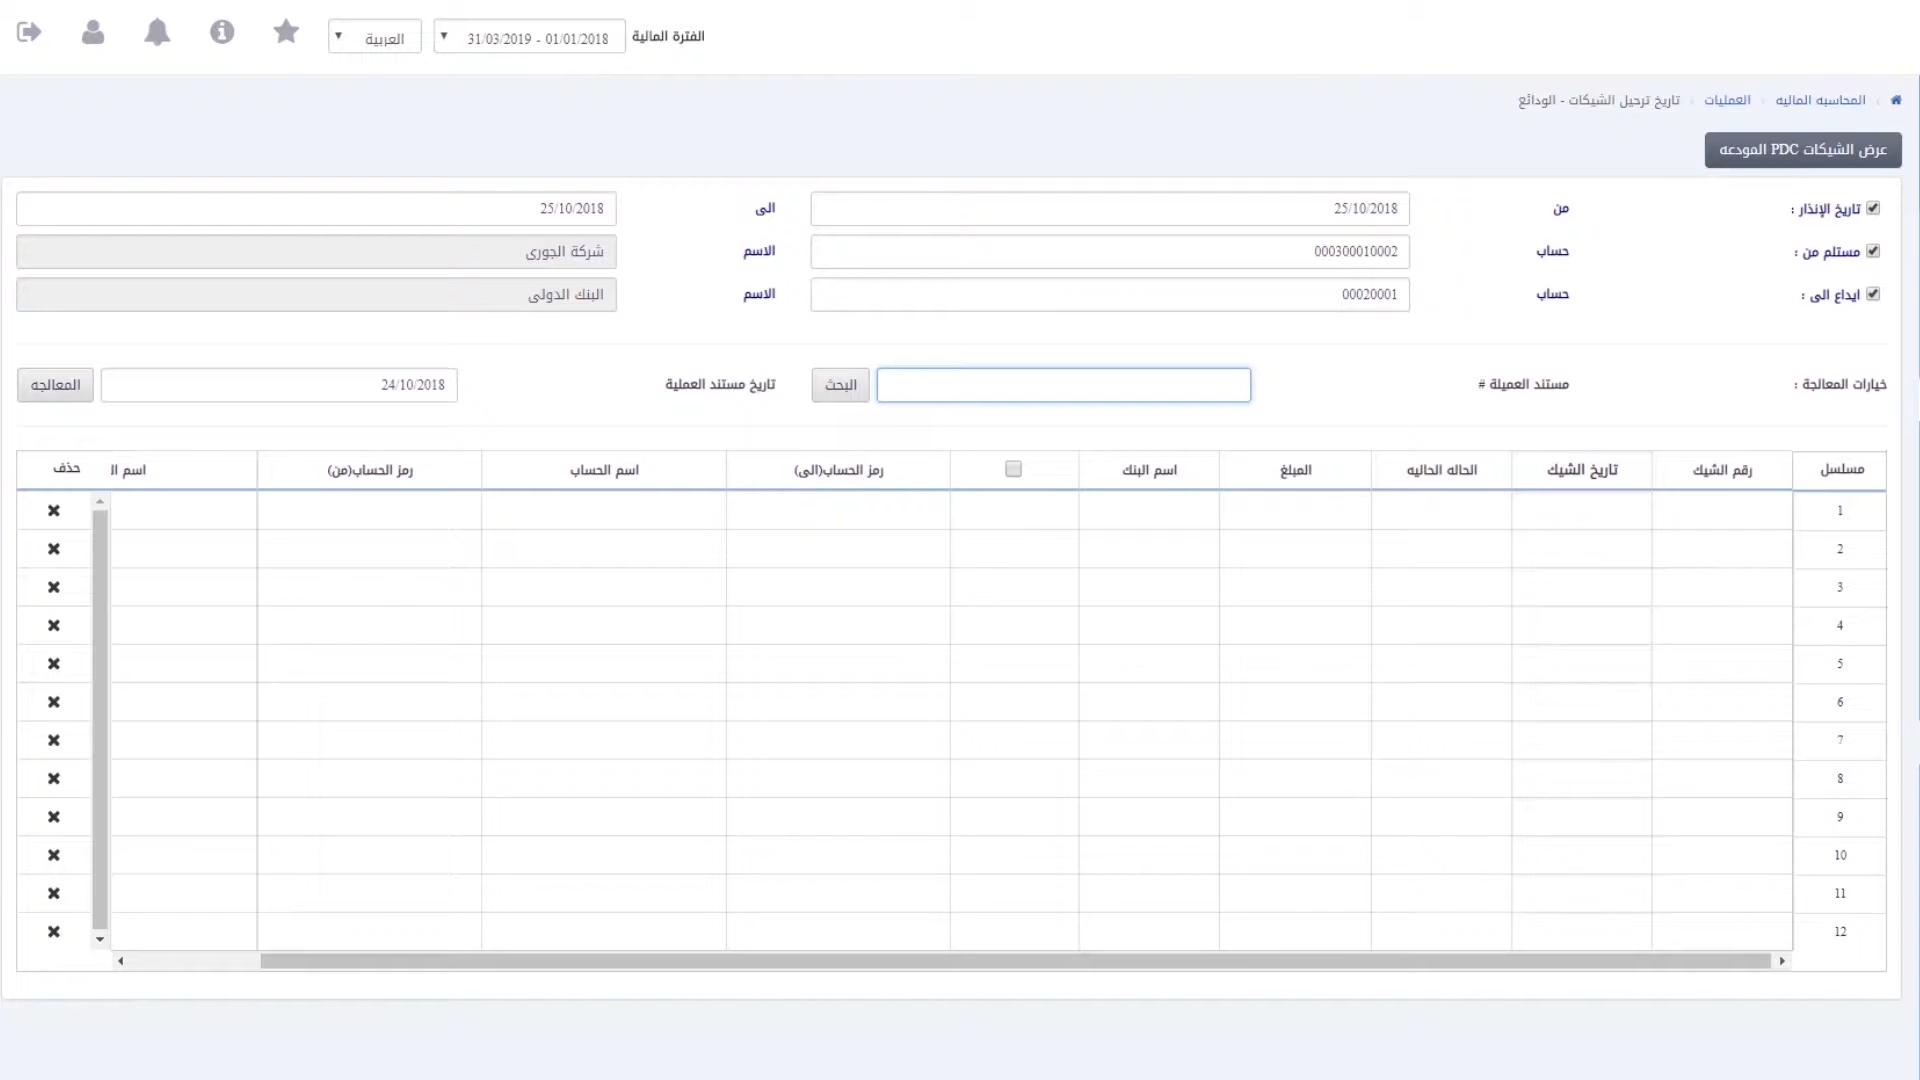 الفترة المالية 01/01/2018 - 31/03/2019 العربية
المحاسبه الماليه العمليات تاريخ ترحيل الشيكات - الودائع
عرض الشيكات PDC المودعه
تاريخ الإنذار : من 25/10/2018 الى 25/10/2018
مستلم من : حساب 000300010002 الاسم شركة الجورى
ايداع الى : حساب 00020001 الاسم البنك الدولى
خيارات المعالجة : مستند العميلة # البحث تاريخ مستند العملية 24/10/2018 المعالجه
مسلسل رقم الشيك تاريخ الشيك الحاله الحاليه المبلغ اسم البنك رمز الحساب(الى) اسم الحساب رمز الحساب(من) اسم ال حذف
1
2
3
4
5
6
7
8
9
10
11
12